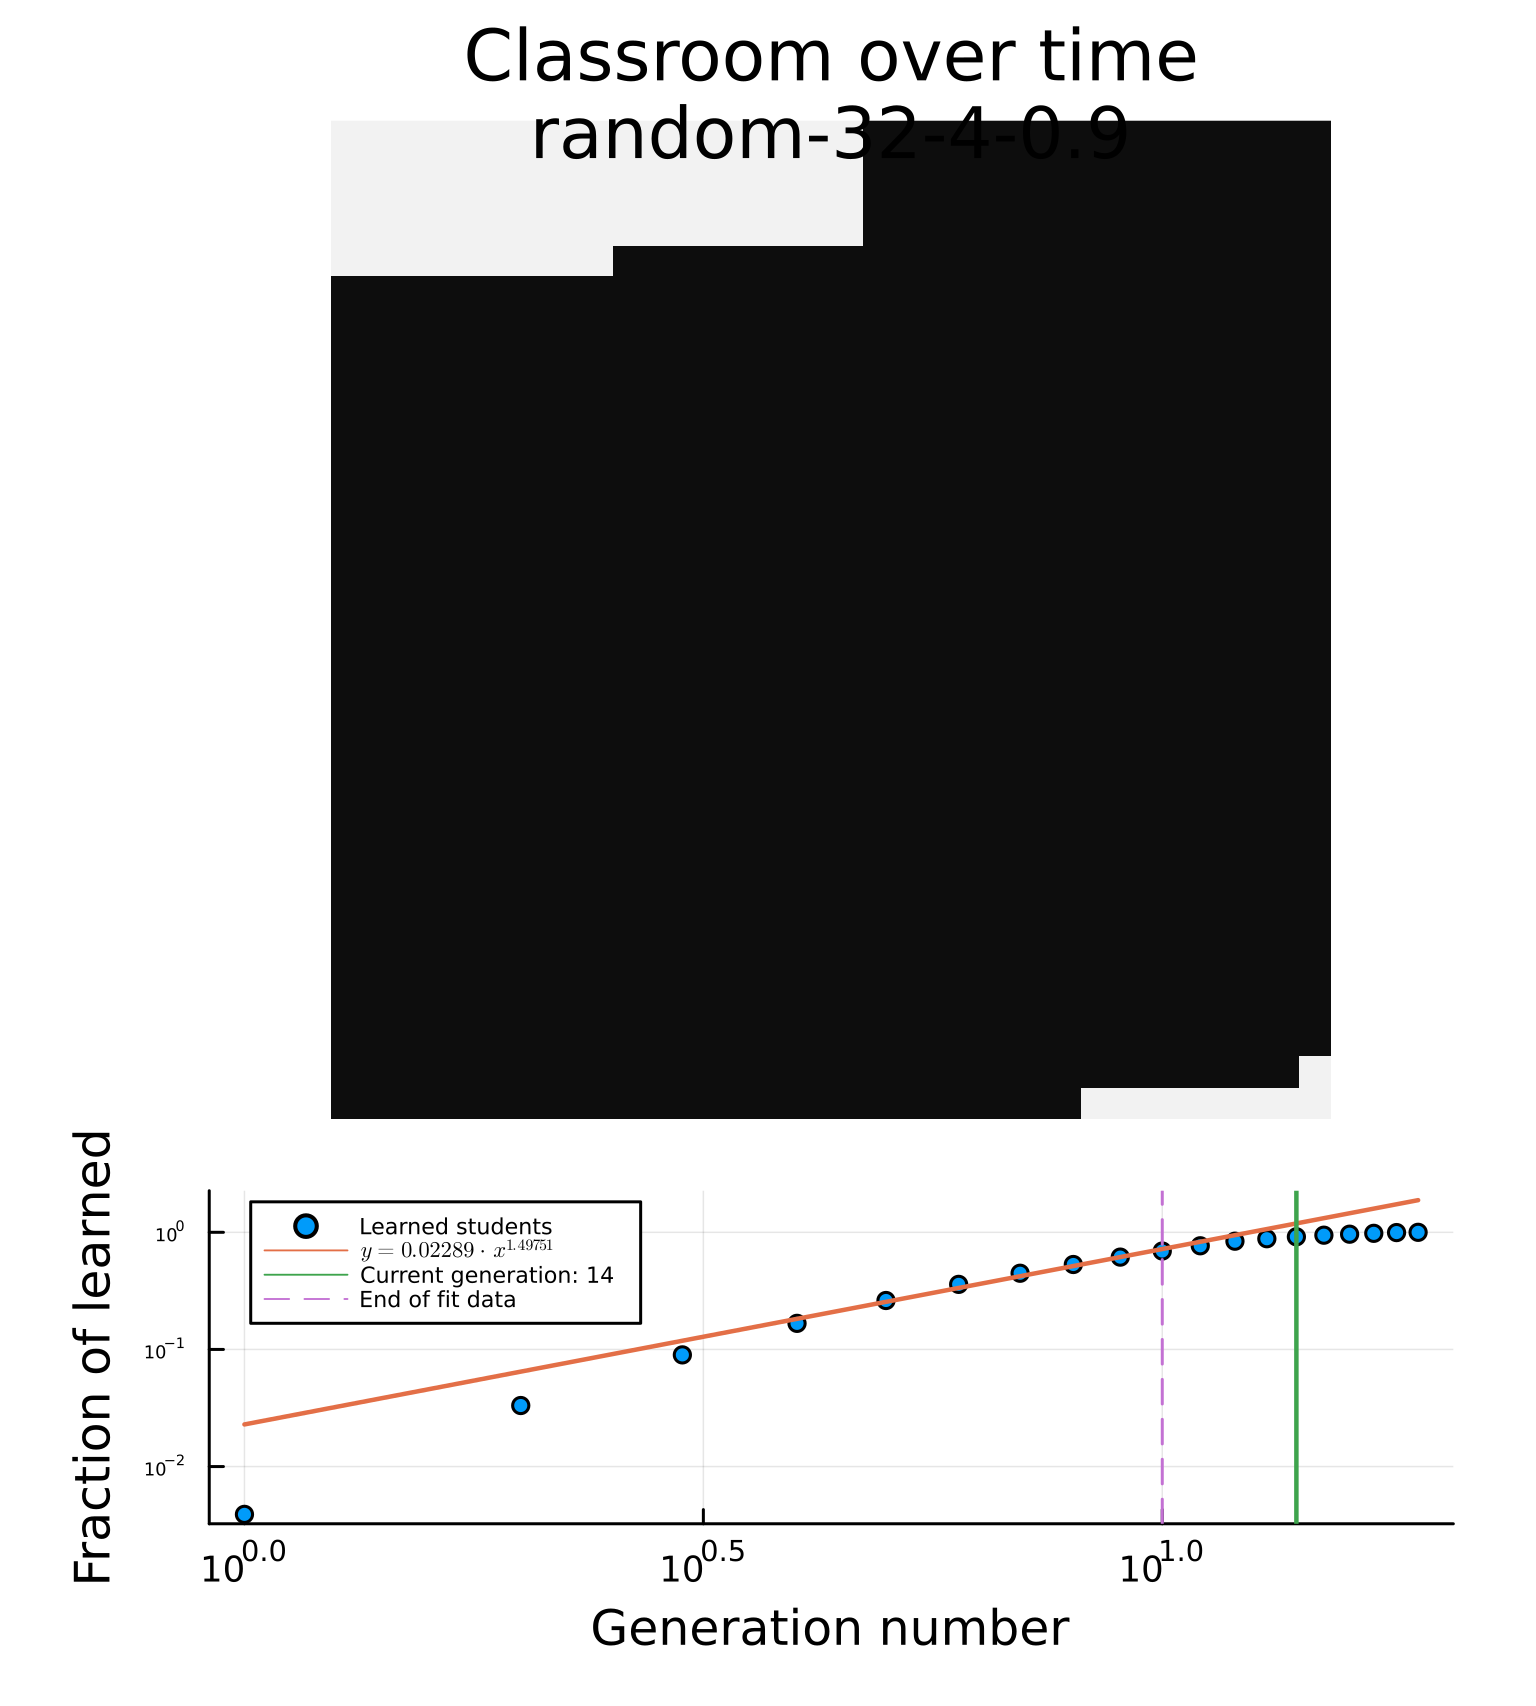 Classroom over time
random-32-4-0.9
Fraction of learned
10⁰
10⁻¹
10⁻²
Learned students
y = 0.02289 · x^1.49751
Current generation: 14
End of fit data
10^0.0
10^0.5
10^1.0
Generation number